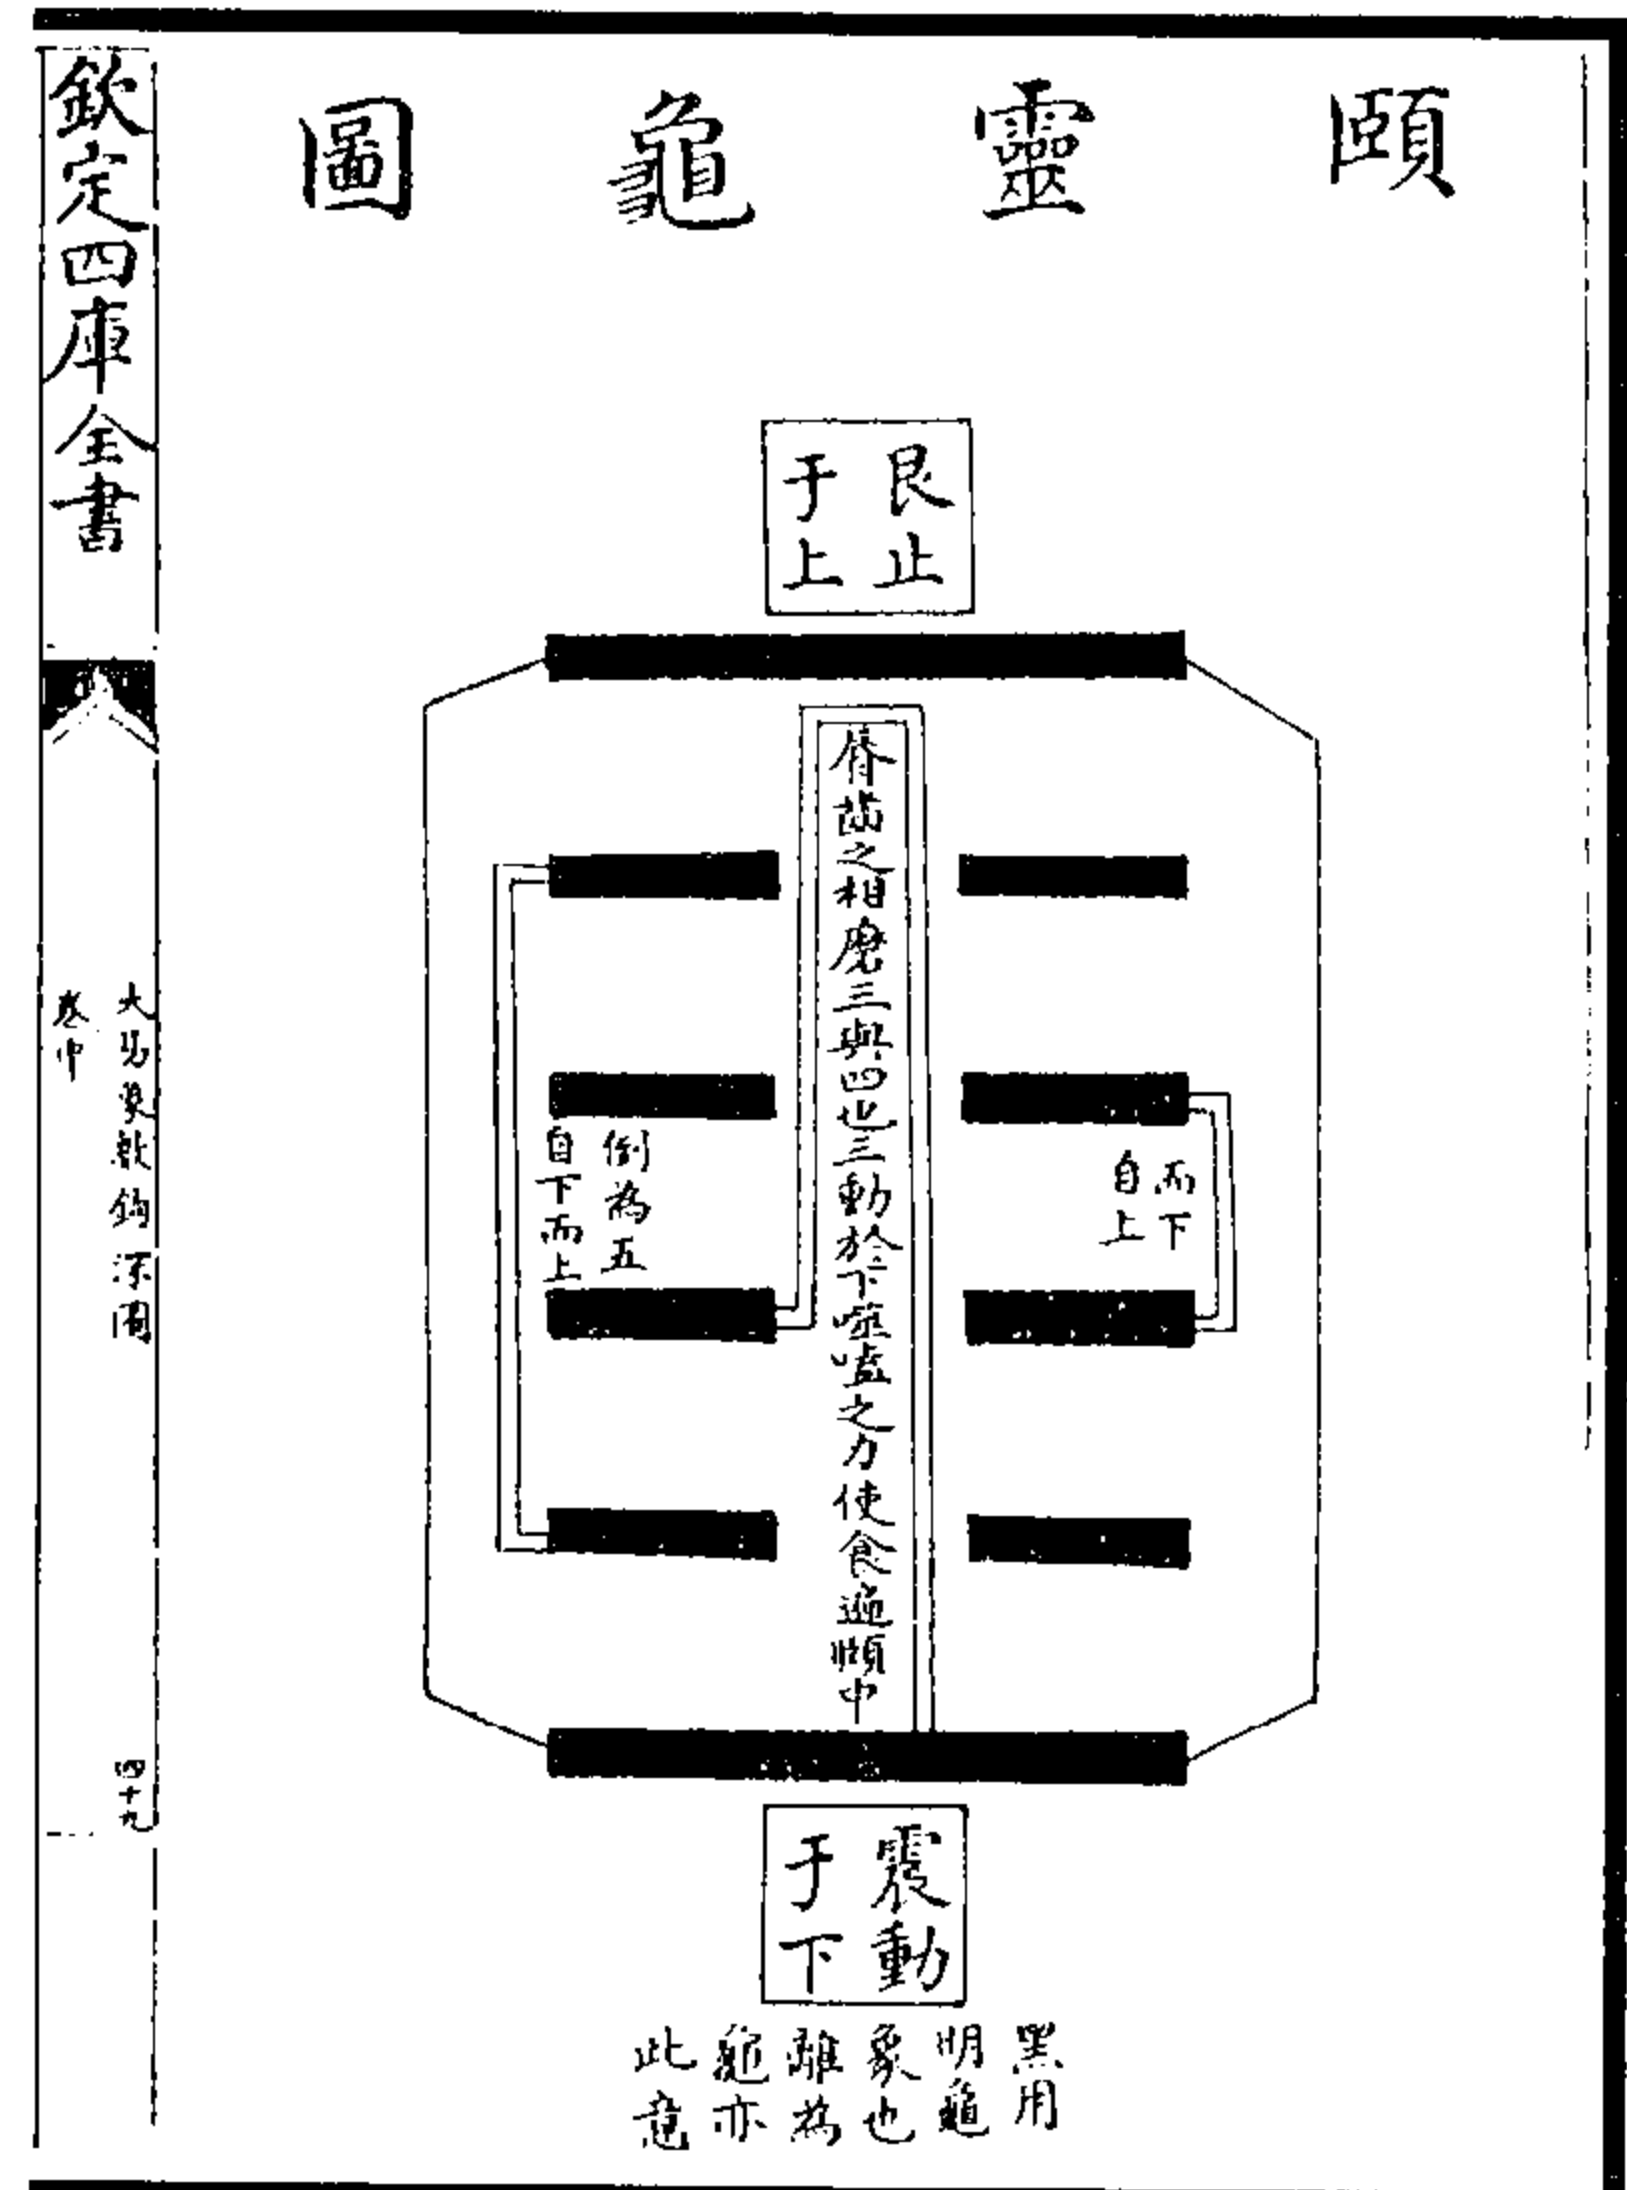 頤靈龜圖
艮止
于上
脣齒之相磨三與四也三動於下噬嗑之力使食遍頤中
而下
自上
倒為五
自下而上
震動
于下
黑用
明龜
象也
離為
龜亦
此意
欽定四庫全書
大易象數鈎深圖
卷中
四十九